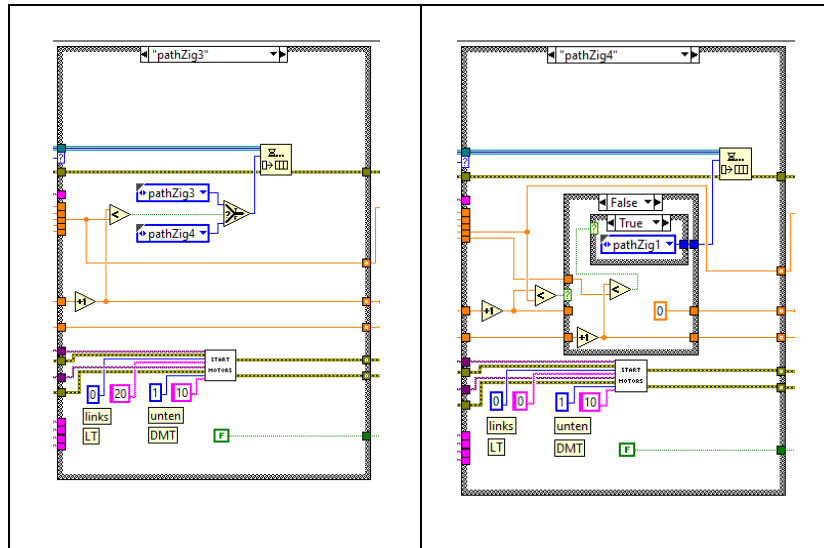 "pathZig3"
?
pathZig3
<
pathZig4
+1
START
MOTORS
0
20
1
10
links
unten
LT
DMT
F
"pathZig4"
?
False
True
?
pathZig1
<
<
?
+1
0
+1
START
MOTORS
0
0
1
10
links
unten
LT
DMT
F